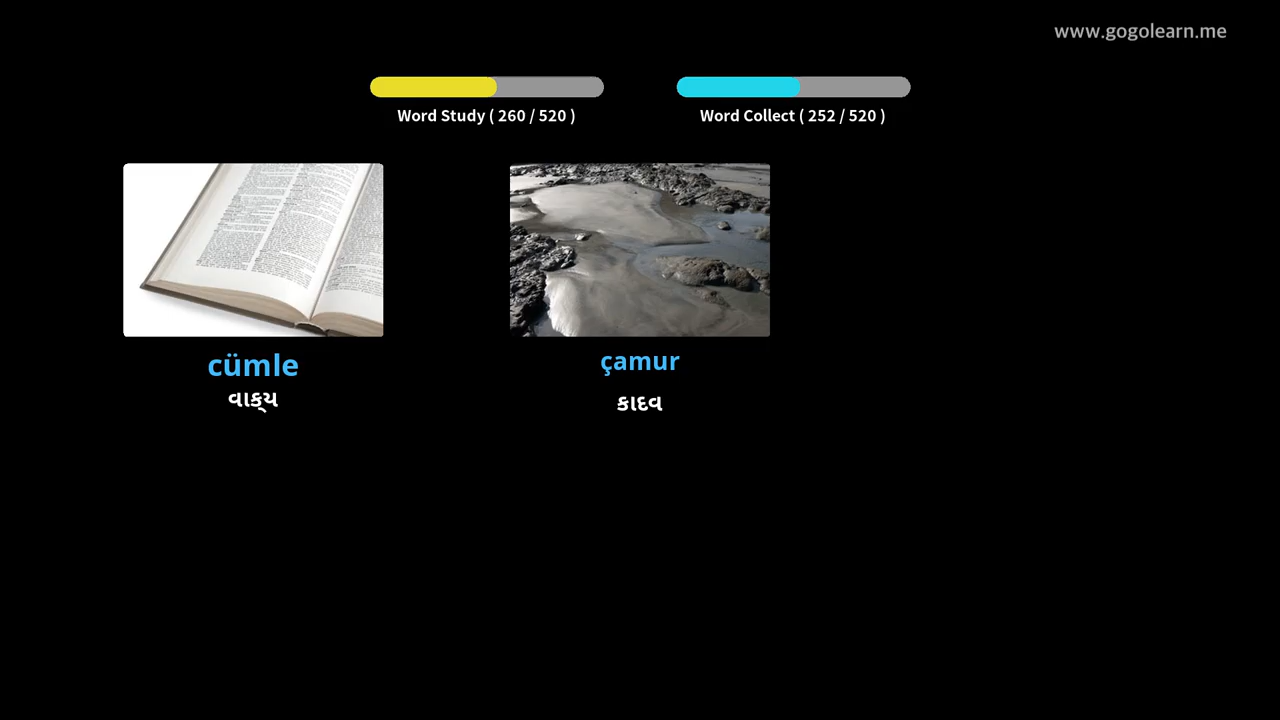 www.gogolearn.me
Word Study ( 260 / 520 )
Word Collect ( 252 / 520 )
cümle
વાક્ય
çamur
કાદવ